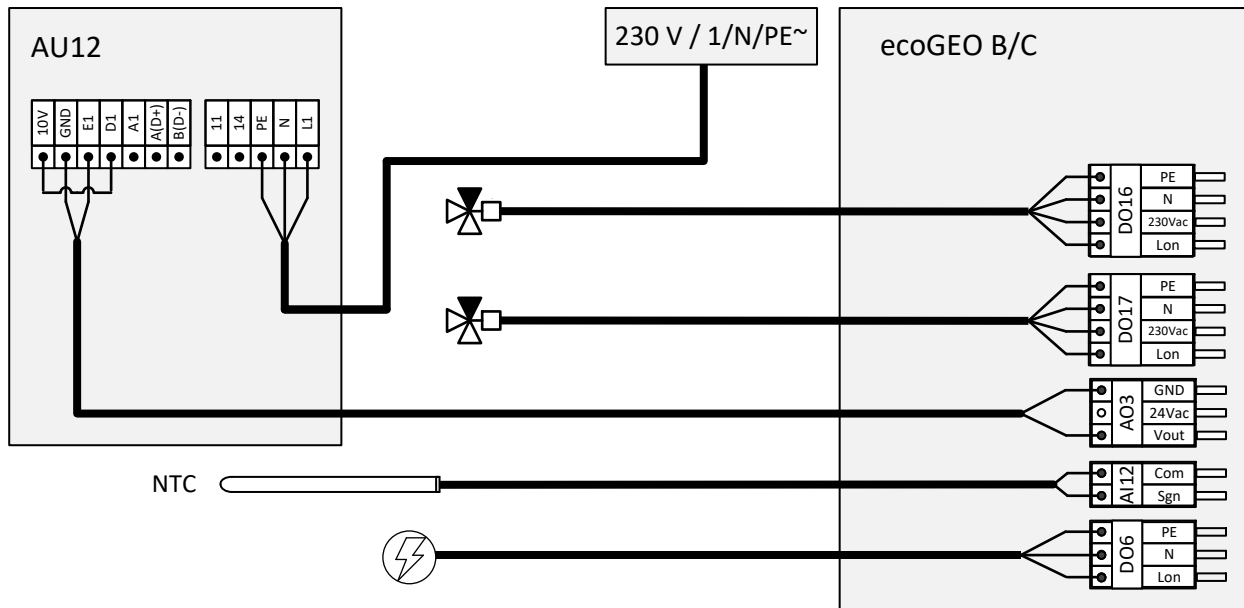 AU12
230 V / 1/N/PE~
ecoGEO B/C
10V
GND
E1
D1
A1
A(D+)
B(D-)
11
14
PE
N
L1
DO16
PE
N
230Vac
Lon
DO17
PE
N
230Vac
Lon
AO3
GND
24Vac
Vout
NTC
AI12
Com
Sgn
DO6
PE
N
Lon